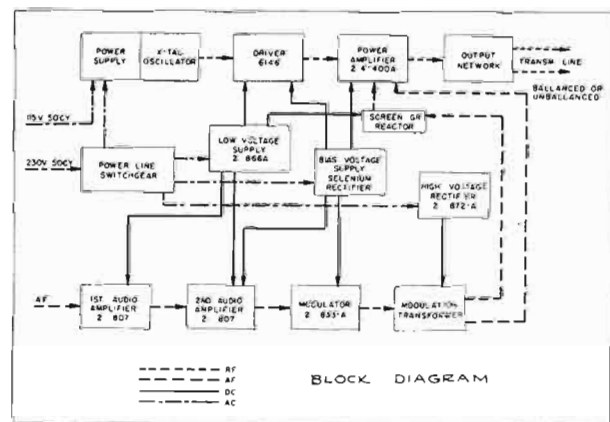 POWER
SUPPLY
X-TAL
OSCILLATOR
DRIVER
6146
POWER
AMPLIFIER
2 4-400A
OUTPUT
NETWORK
TRANSM LINE
BALLANCED OR
UNBALLANCED
115V 50CY
230V 50CY
POWER LINE
SWITCHGEAR
LOW VOLTAGE
SUPPLY
2 866A
BIAS VOLTAGE
SUPPLY
SELENIUM
RECTIFIER
SCREEN GR
REACTOR
HIGH VOLTAGE
RECTIFIER
2 872-A
AF
1ST AUDIO
AMPLIFIER
2 807
2ND AUDIO
AMPLIFIER
2 807
MODULATOR
2 833-A
MODULATION
TRANSFORMER
RF
AF
DC
AC
BLOCK DIAGRAM